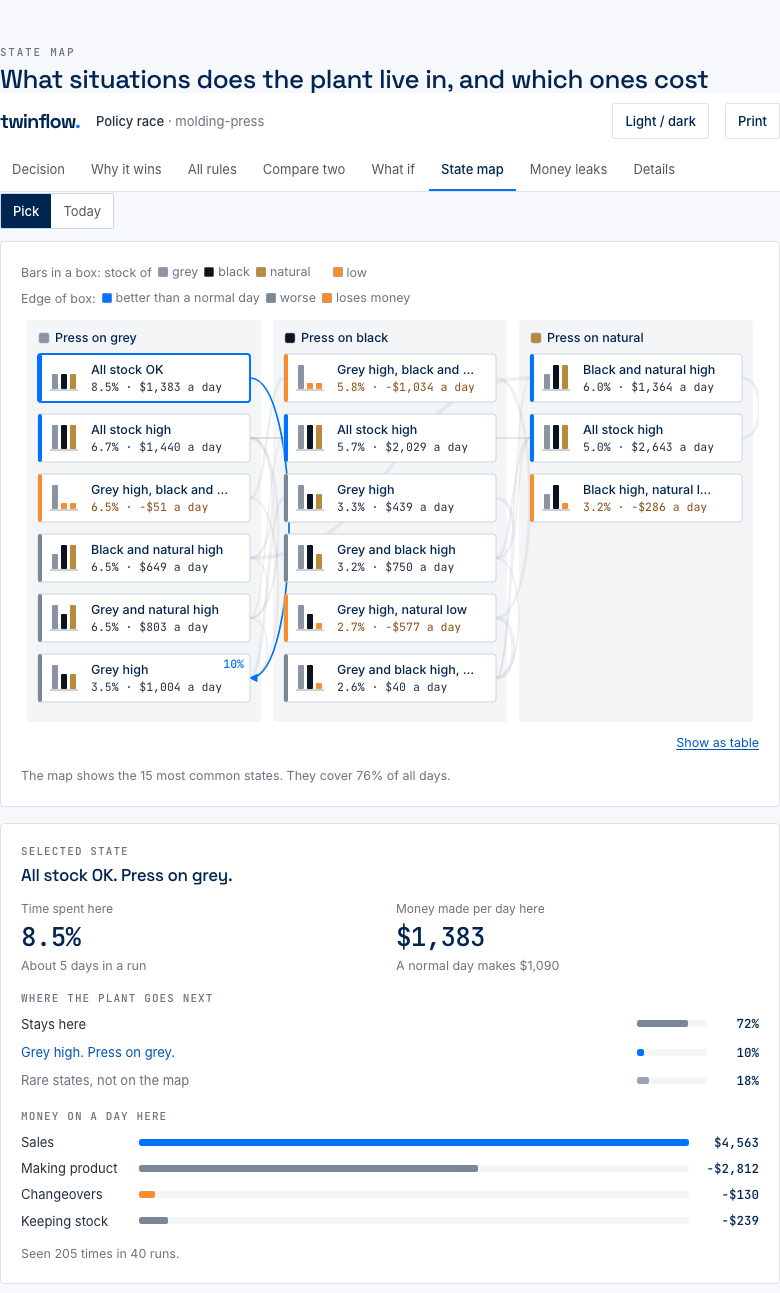 STATE MAP
What situations does the plant live in, and which ones cost
twinflow. Policy race · molding-press Light / dark Print
Decision Why it wins All rules Compare two What if State map Money leaks Details
Pick Today
Bars in a box: stock of grey black natural low
Edge of box: better than a normal day worse loses money
Press on grey
All stock OK
8.5% · $1,383 a day
All stock high
6.7% · $1,440 a day
Grey high, black and ...
6.5% · -$51 a day
Black and natural high
6.5% · $649 a day
Grey and natural high
6.5% · $803 a day
Grey high 10%
3.5% · $1,004 a day
Press on black
Grey high, black and ...
5.8% · -$1,034 a day
All stock high
5.7% · $2,029 a day
Grey high
3.3% · $439 a day
Grey and black high
3.2% · $750 a day
Grey high, natural low
2.7% · -$577 a day
Grey and black high, ...
2.6% · $40 a day
Press on natural
Black and natural high
6.0% · $1,364 a day
All stock high
5.0% · $2,643 a day
Black high, natural l...
3.2% · -$286 a day
Show as table
The map shows the 15 most common states. They cover 76% of all days.
SELECTED STATE
All stock OK. Press on grey.
Time spent here
8.5%
About 5 days in a run
Money made per day here
$1,383
A normal day makes $1,090
WHERE THE PLANT GOES NEXT
Stays here 72%
Grey high. Press on grey. 10%
Rare states, not on the map 18%
MONEY ON A DAY HERE
Sales $4,563
Making product -$2,812
Changeovers -$130
Keeping stock -$239
Seen 205 times in 40 runs.